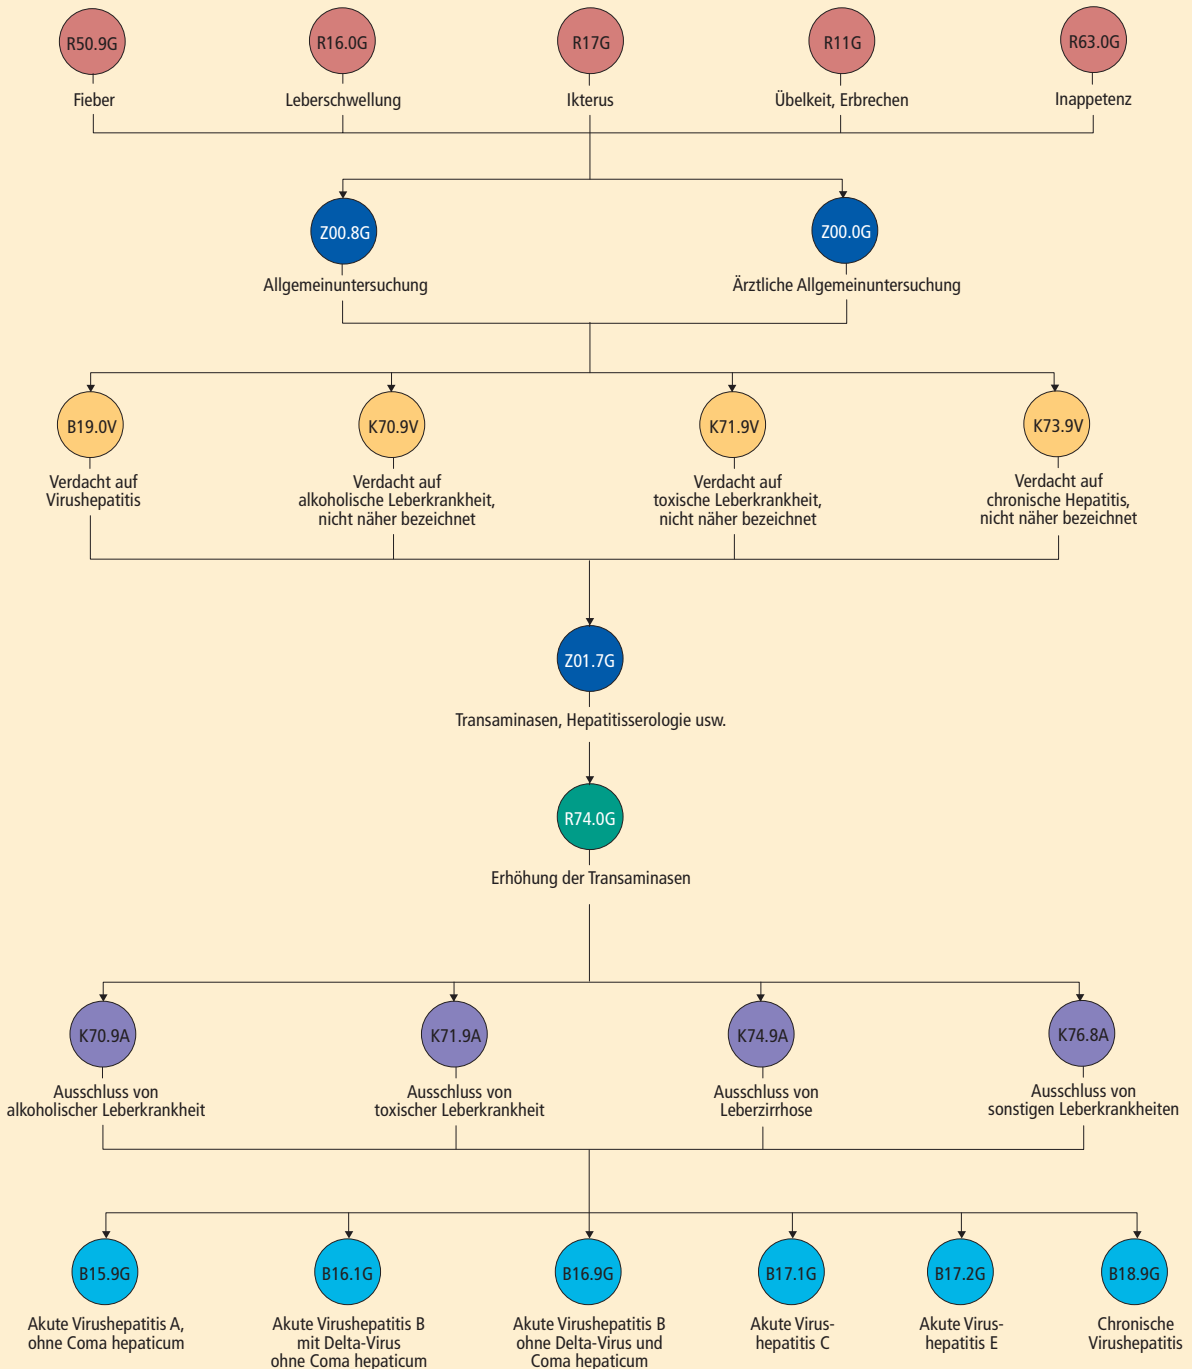 R50.9G
R16.0G
R17G
R11G
R63.0G
Fieber
Leberschwellung
Ikterus
Übelkeit, Erbrechen
Inappetenz
Z00.8G
Z00.0G
Allgemeinuntersuchung
Ärztliche Allgemeinuntersuchung
B19.0V
K70.9V
K71.9V
K73.9V
Verdacht auf
Virushepatitis
Verdacht auf
alkoholische Leberkrankheit,
nicht näher bezeichnet
Verdacht auf
toxische Leberkrankheit,
nicht näher bezeichnet
Verdacht auf
chronische Hepatitis,
nicht näher bezeichnet
Z01.7G
Transaminasen, Hepatitisserologie usw.
R74.0G
Erhöhung der Transaminasen
K70.9A
K71.9A
K74.9A
K76.8A
Ausschluss von
alkoholischer Leberkrankheit
Ausschluss von
toxischer Leberkrankheit
Ausschluss von
Leberzirrhose
Ausschluss von
sonstigen Leberkrankheiten
B15.9G
B16.1G
B16.9G
B17.1G
B17.2G
B18.9G
Akute Virushepatitis A,
ohne Coma hepaticum
Akute Virushepatitis B
mit Delta-Virus
ohne Coma hepaticum
Akute Virushepatitis B
ohne Delta-Virus und
Coma hepaticum
Akute Virus-
hepatitis C
Akute Virus-
hepatitis E
Chronische
Virushepatitis